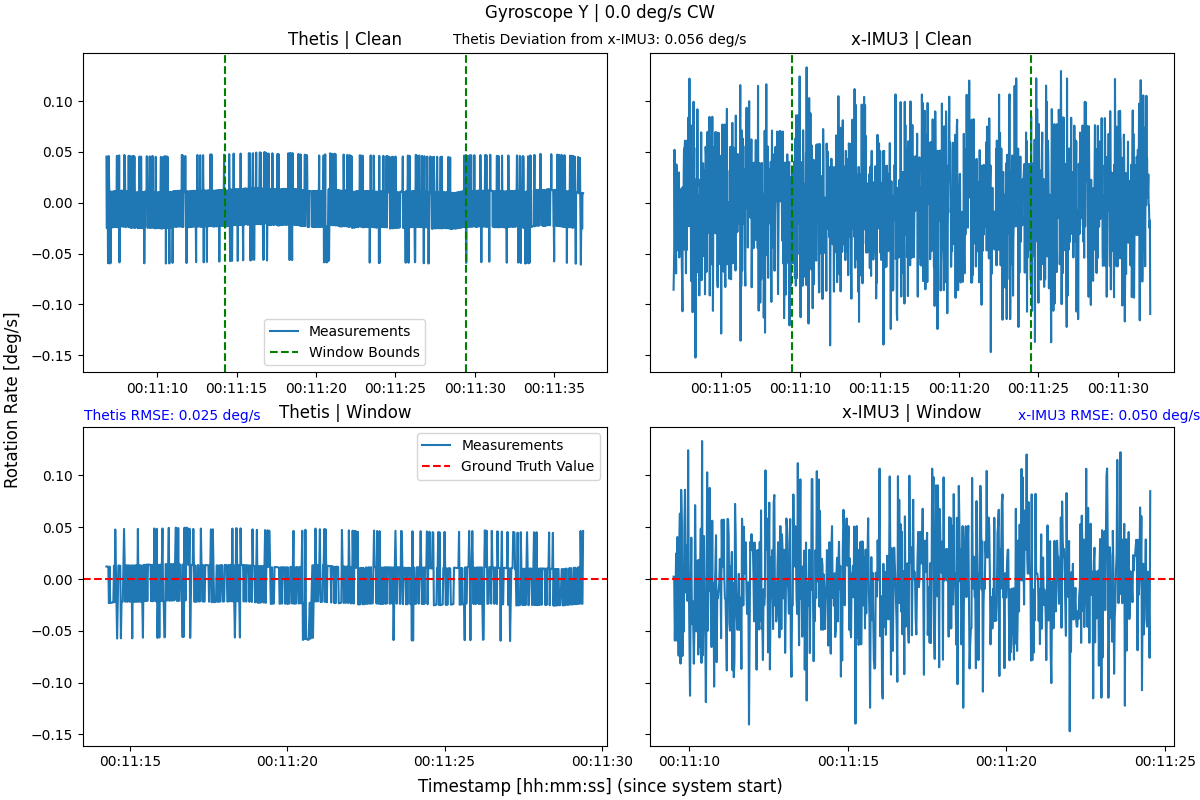 Gyroscope Y | 0.0 deg/s CW
Thetis | Clean
Thetis Deviation from x-IMU3: 0.056 deg/s
x-IMU3 | Clean
0.10
0.05
0.00
−0.05
−0.10
−0.15
Measurements
Window Bounds
00:11:10 00:11:15 00:11:20 00:11:25 00:11:30 00:11:35
00:11:05 00:11:10 00:11:15 00:11:20 00:11:25 00:11:30
Rotation Rate [deg/s]
Thetis RMSE: 0.025 deg/s
Thetis | Window
x-IMU3 | Window
x-IMU3 RMSE: 0.050 deg/s
0.10
0.05
0.00
−0.05
−0.10
−0.15
Measurements
Ground Truth Value
00:11:15 00:11:20 00:11:25 00:11:30
00:11:10 00:11:15 00:11:20 00:11:25
Timestamp [hh:mm:ss] (since system start)